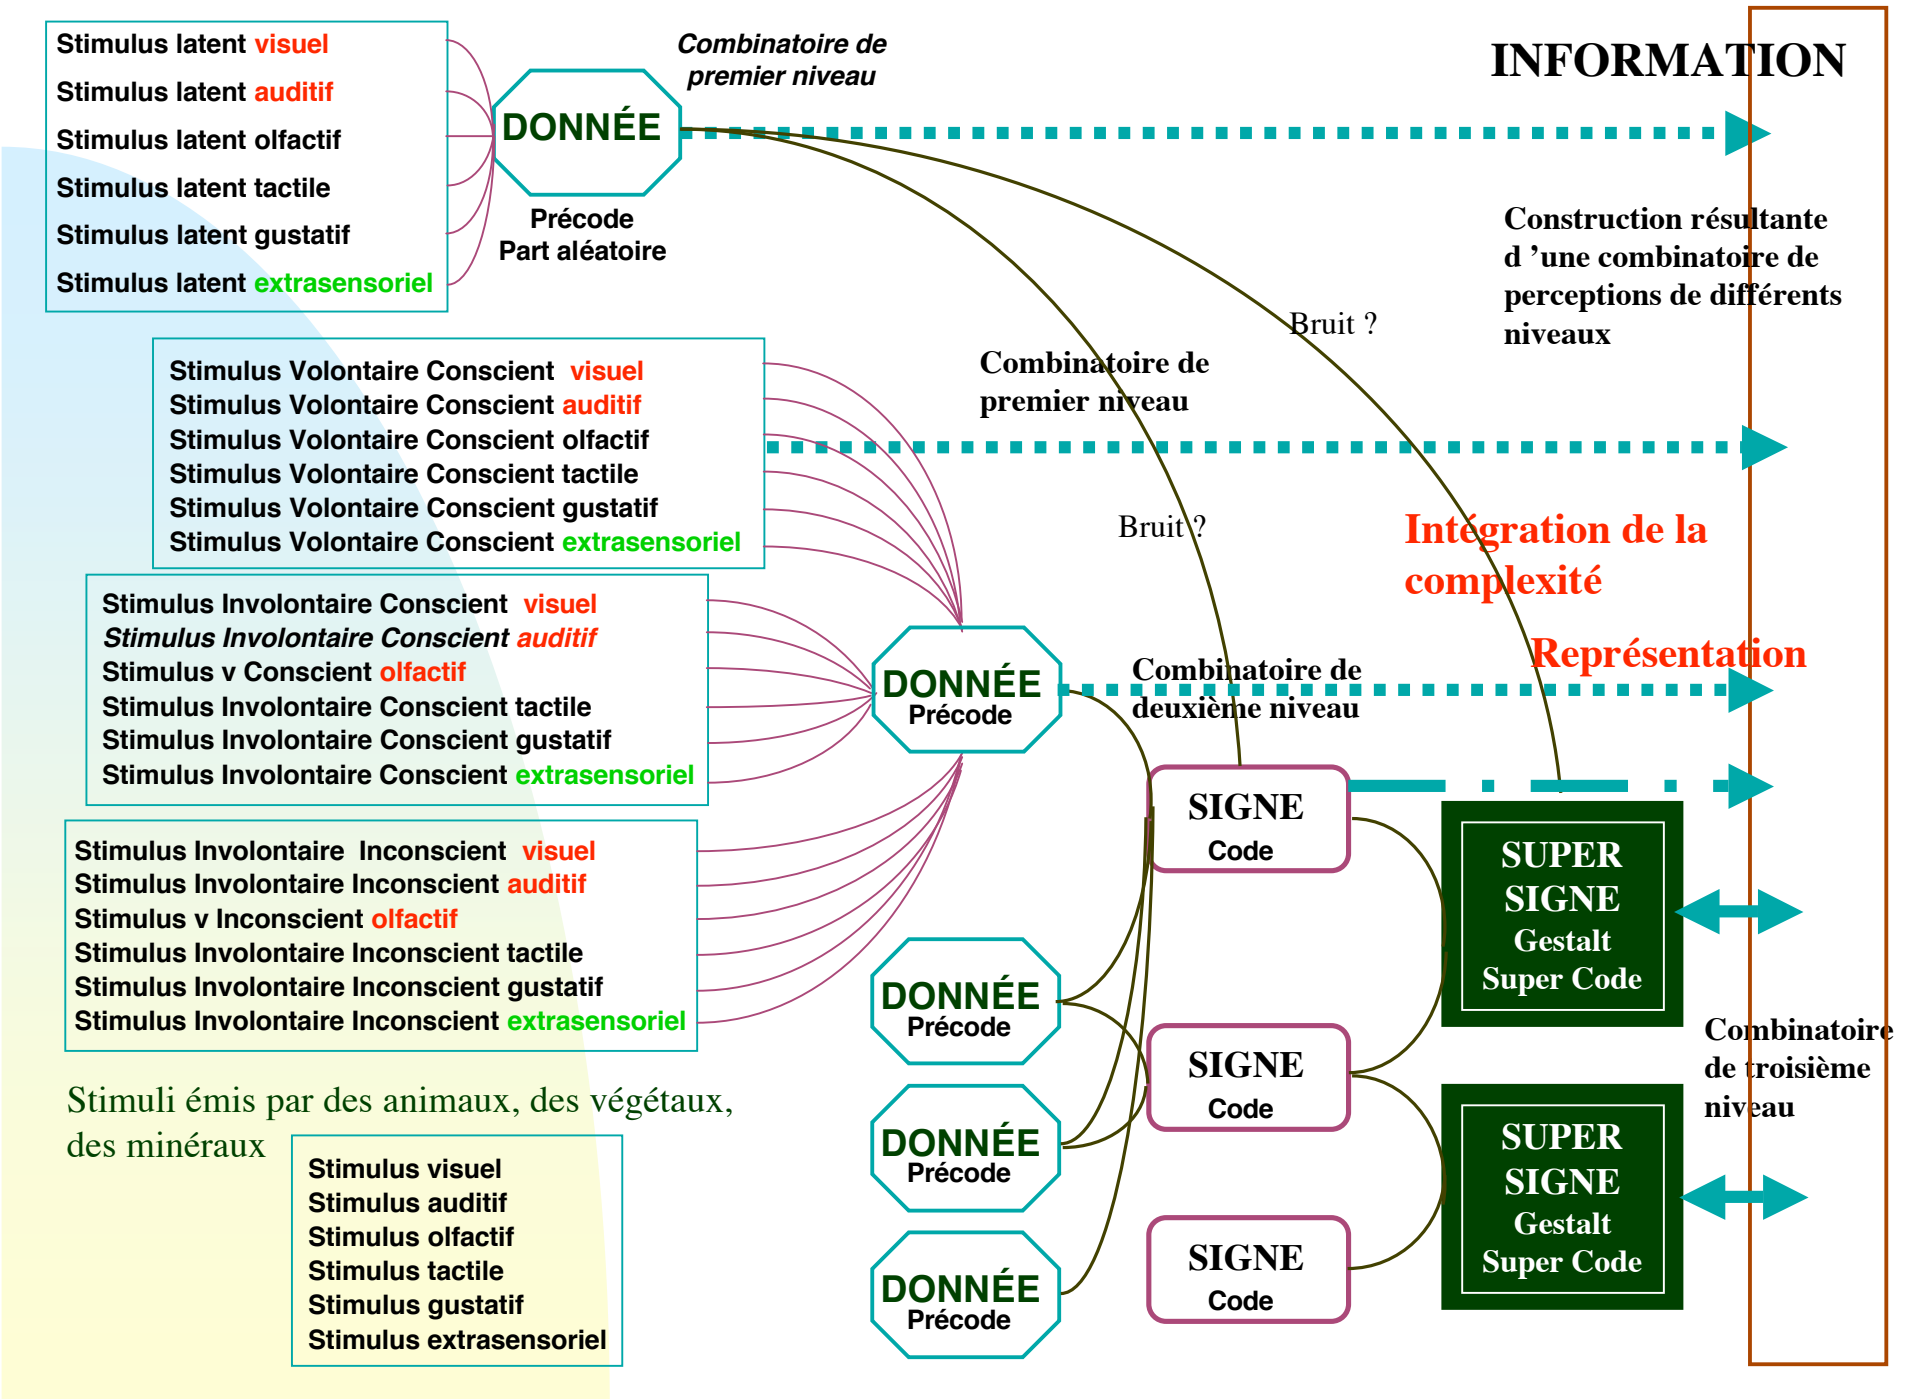 Stimulus latent visuel
Stimulus latent auditif
Stimulus latent olfactif
Stimulus latent tactile
Stimulus latent gustatif
Stimulus latent extrasensoriel
DONNÉE
Précode
Part aléatoire
Combinatoire de
premier niveau
INFORMATION
Construction résultante
d ’une combinatoire de
perceptions de différents
niveaux
Bruit ?
Stimulus Volontaire Conscient  visuel
Stimulus Volontaire Conscient auditif
Stimulus Volontaire Conscient olfactif
Stimulus Volontaire Conscient tactile
Stimulus Volontaire Conscient gustatif
Stimulus Volontaire Conscient extrasensoriel
Combinatoire de
premier niveau
Bruit ?
Intégration de la
complexité
Représentation
Stimulus Involontaire Conscient  visuel
Stimulus Involontaire Conscient auditif
Stimulus v Conscient olfactif
Stimulus Involontaire Conscient tactile
Stimulus Involontaire Conscient gustatif
Stimulus Involontaire Conscient extrasensoriel
DONNÉE
Précode
Combinatoire de
deuxième niveau
SIGNE
Code
SUPER
SIGNE
Gestalt
Super Code
Stimulus Involontaire  Inconscient  visuel
Stimulus Involontaire Inconscient auditif
Stimulus v Inconscient olfactif
Stimulus Involontaire Inconscient tactile
Stimulus Involontaire Inconscient gustatif
Stimulus Involontaire Inconscient extrasensoriel
DONNÉE
Précode
SIGNE
Code
Combinatoire
de troisième
niveau
Stimuli émis par des animaux, des végétaux,
des minéraux
DONNÉE
Précode
SUPER
SIGNE
Gestalt
Super Code
Stimulus visuel
Stimulus auditif
Stimulus olfactif
Stimulus tactile
Stimulus gustatif
Stimulus extrasensoriel
DONNÉE
Précode
SIGNE
Code